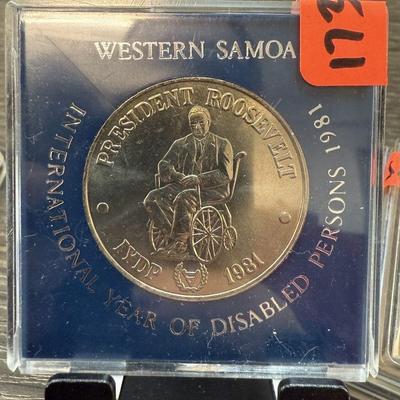 WESTERN SAMOA
173
PRESIDENT ROOSEVELT
IYDP 1981
INTERNATIONAL YEAR OF DISABLED PERSONS 1981